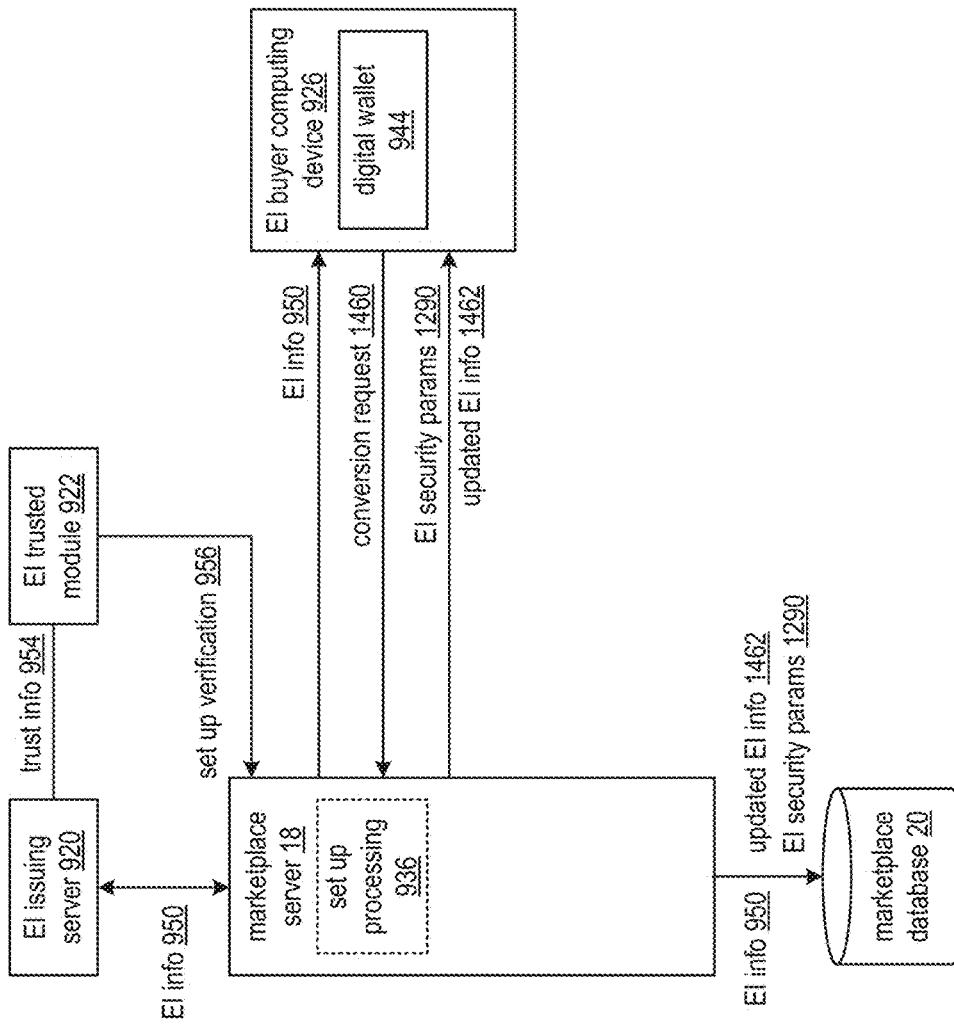 EI issuing
server 920
trust info 954
EI trusted
module 922
EI info 950
set up verification 956
marketplace
server 18
set up
processing
936
EI info 950
conversion request 1460
EI security params 1290
updated EI info 1462
EI buyer computing
device 926
digital wallet
944
EI info 950
updated EI info 1462
EI security params 1290
marketplace
database 20